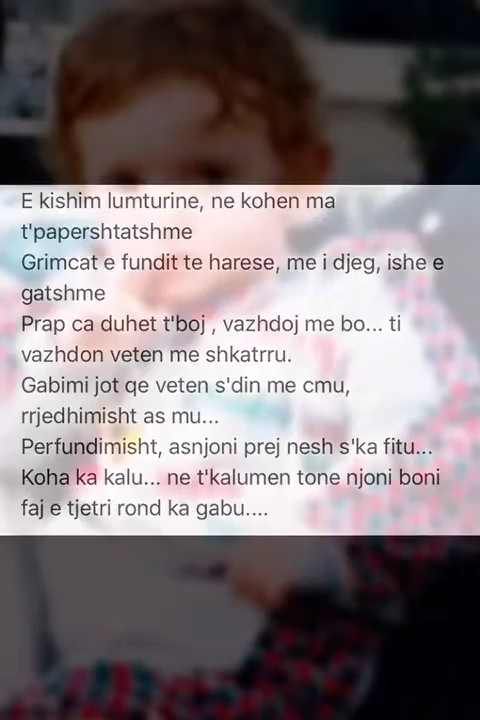 E kishim lumturine, ne kohen ma
t'papershtatshme
Grimcat e fundit te harese, me i djeg, ishe e
gatshme
Prap ca duhet t'boj , vazhdoj me bo... ti
vazhdon veten me shkatrru.
Gabimi jot qe veten s'din me cmu,
rrjedhimisht as mu...
Perfundimisht, asnjoni prej nesh s'ka fitu...
Koha ka kalu... ne t'kalumen tone njoni boni
faj e tjetri rond ka gabu....